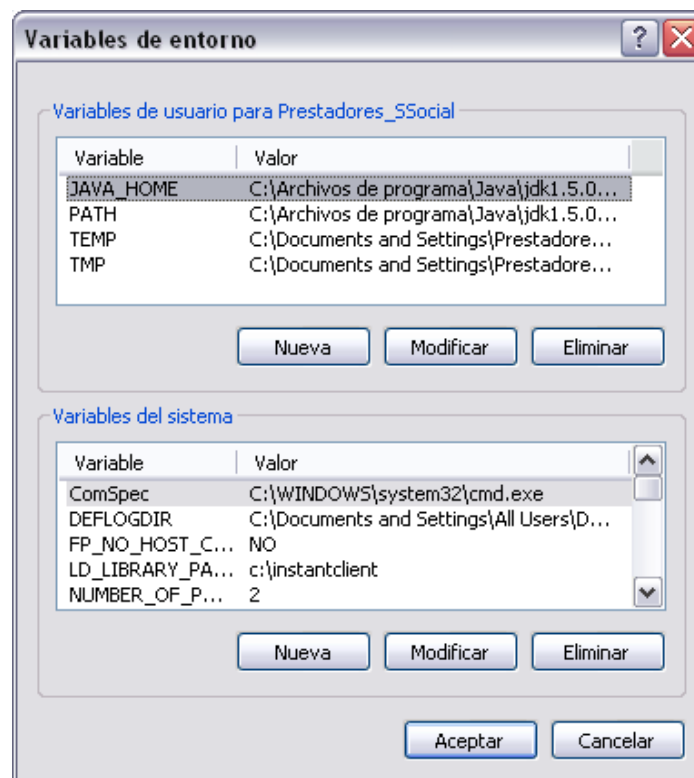 Variables de entorno
Variables de usuario para Prestadores_SSocial
Variable Valor
JAVA_HOME C:\Archivos de programa\Java\jdk1.5.0...
PATH C:\Archivos de programa\Java\jdk1.5.0...
TEMP C:\Documents and Settings\Prestadore...
TMP C:\Documents and Settings\Prestadore...
Nueva Modificar Eliminar
Variables del sistema
Variable Valor
ComSpec C:\WINDOWS\system32\cmd.exe
DEFLOGDIR C:\Documents and Settings\All Users\D...
FP_NO_HOST_C... NO
LD_LIBRARY_PA... c:\instantclient
NUMBER_OF_P... 2
Nueva Modificar Eliminar
Aceptar Cancelar